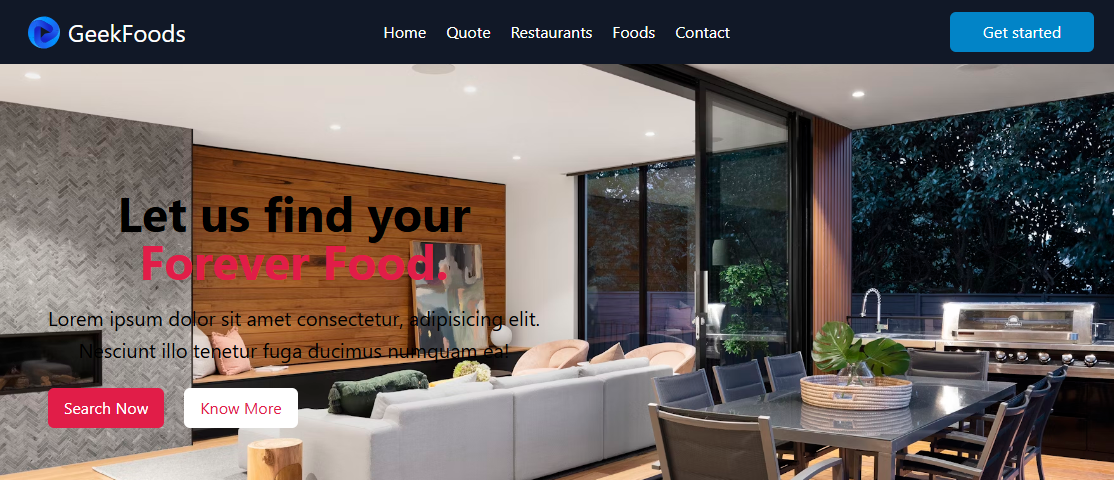 GeekFoods
Home Quote Restaurants Foods Contact
Get started
Let us find your
Forever Food.
Lorem ipsum dolor sit amet consectetur, adipisicing elit.
Nesciunt illo tenetur fuga ducimus numquam ea!
Search Now
Know More